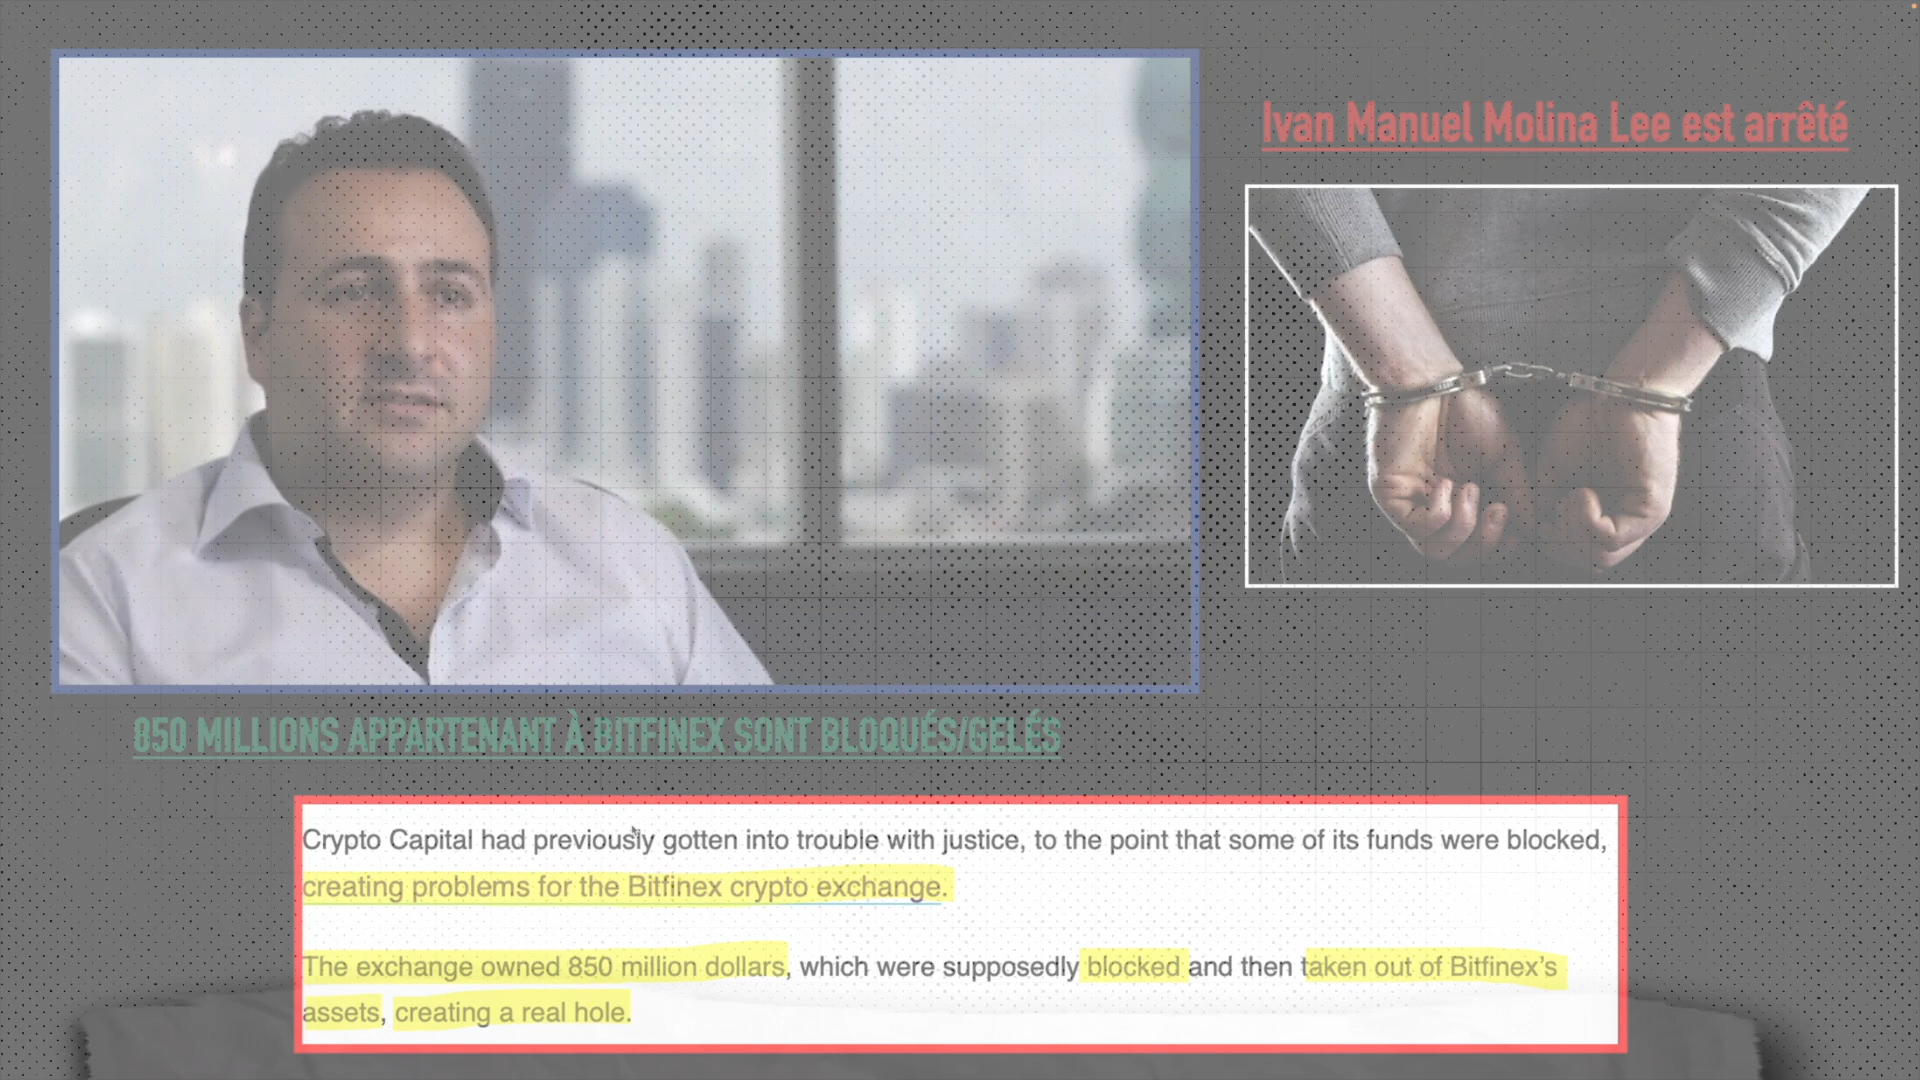 Ivan Manuel Molina Lee est arrêté
850 MILLIONS APPARTENANT À BITFINEX SONT BLOQUÉS/GELÉS
Crypto Capital had previously gotten into trouble with justice, to the point that some of its funds were blocked,
creating problems for the Bitfinex crypto exchange.
The exchange owned 850 million dollars, which were supposedly blocked and then taken out of Bitfinex's
assets, creating a real hole.